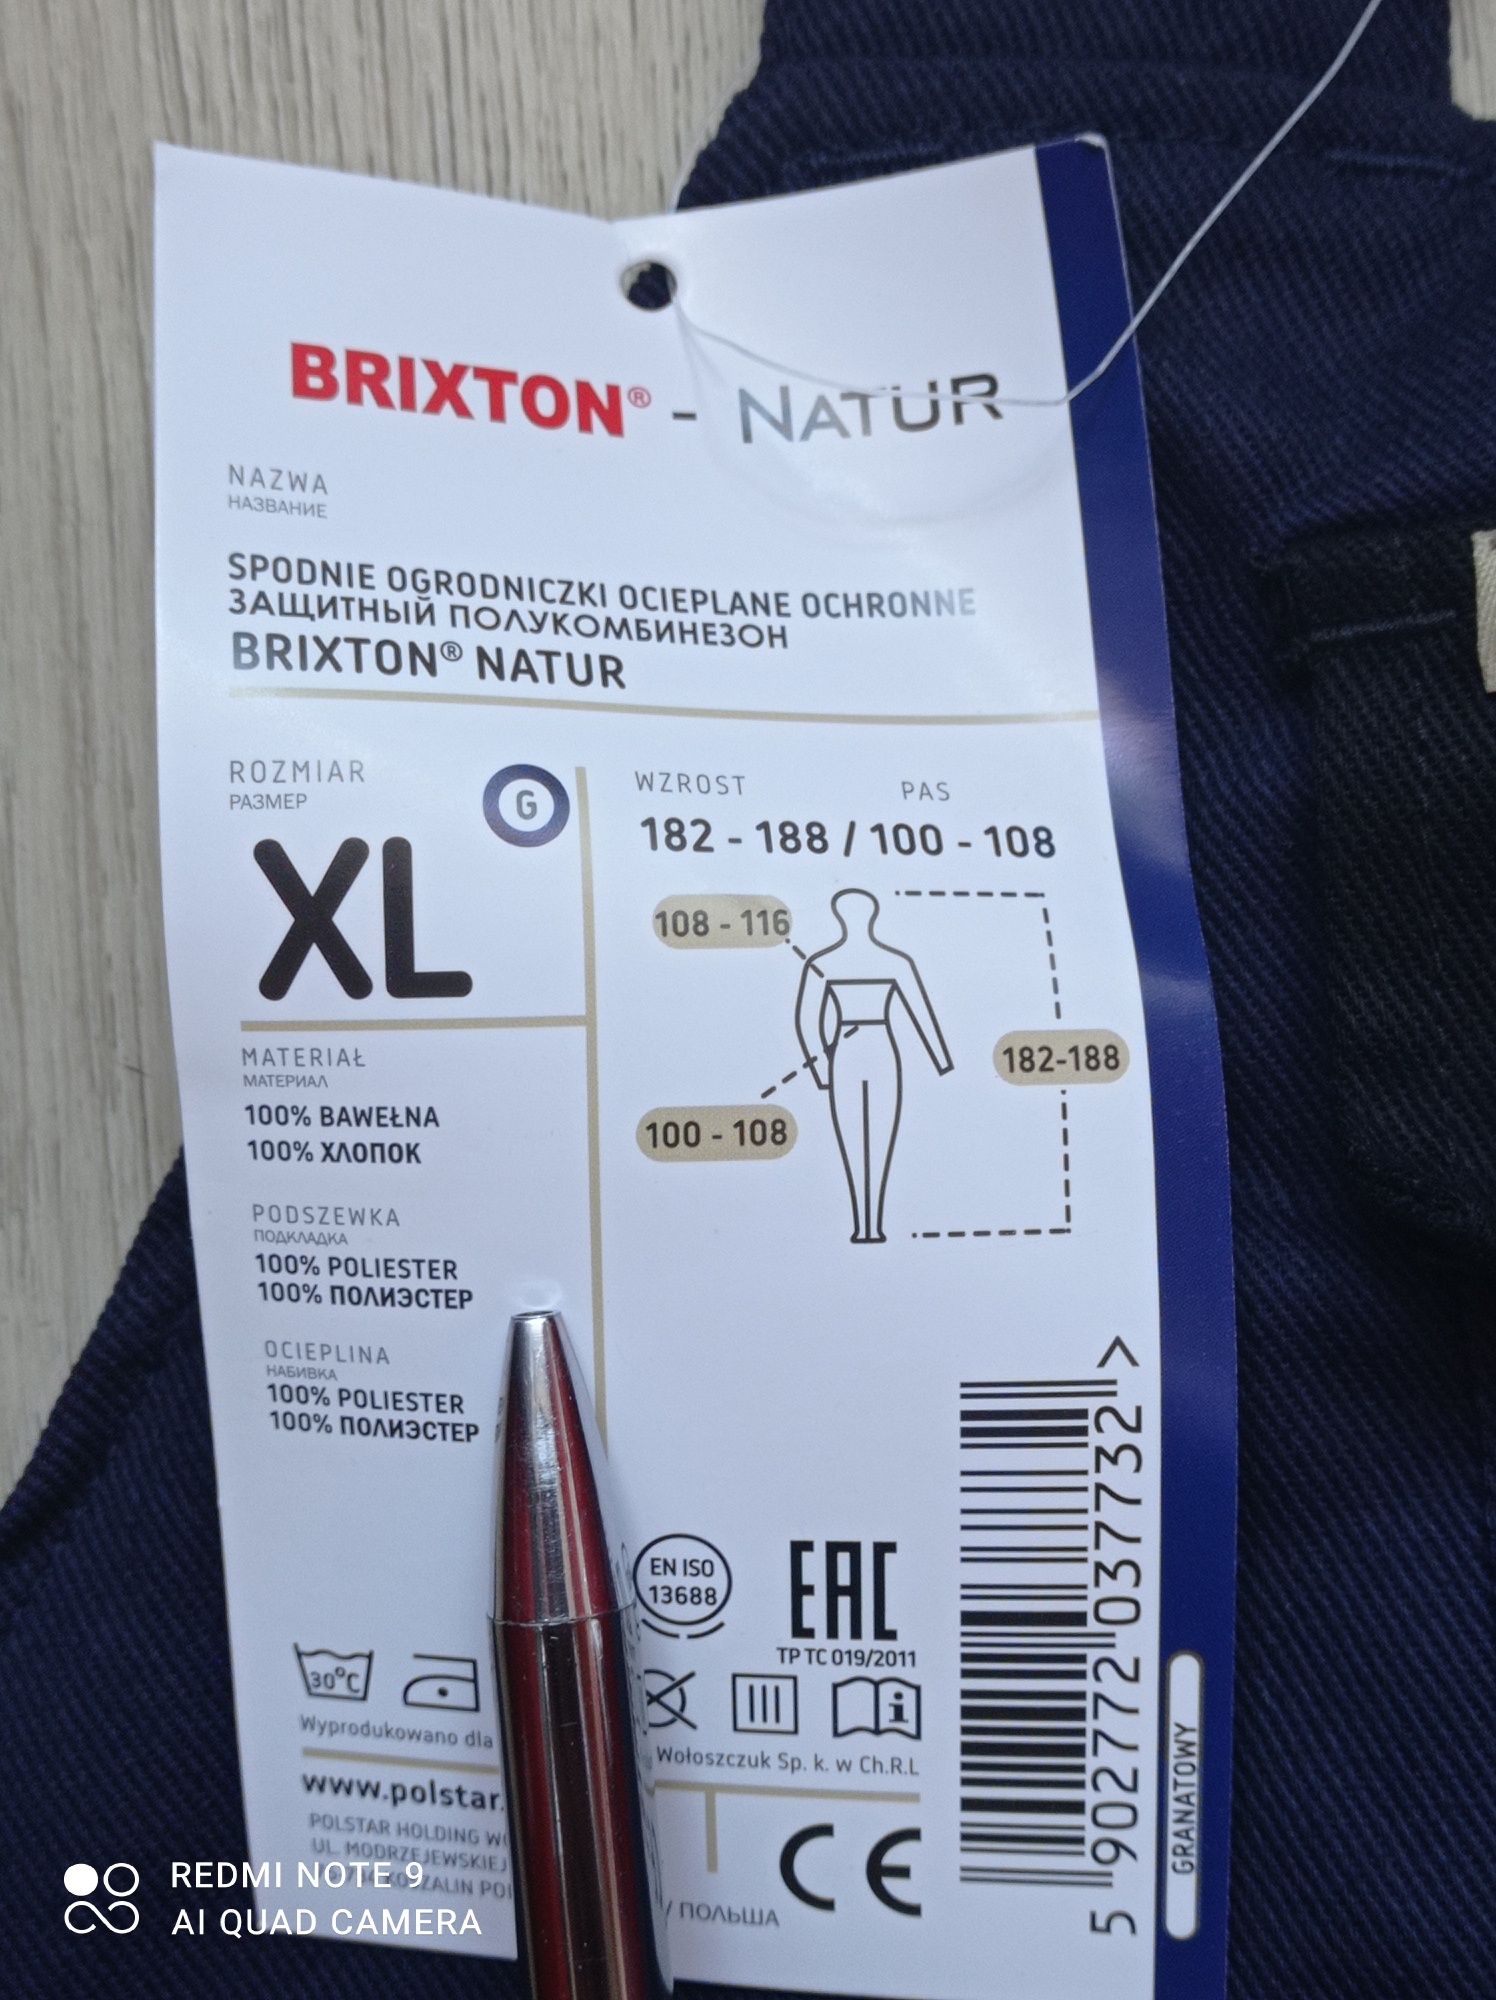 BRIXTON® - NATUR
NAZWA
НАЗВАНИЕ
SPODNIE OGRODNICZKI OCIEPLANE OCHRONNE
ЗАЩИТНЫЙ ПОЛУКОМБИНЕЗОН
BRIXTON® NATUR
ROZMIAR
РАЗМЕР
G
XL
WZROST PAS
182 - 188 / 100 - 108
108 - 116
182-188
100 - 108
MATERIAŁ
МАТЕРИАЛ
100% BAWEŁNA
100% ХЛОПОК
PODSZEWKA
ПОДКЛАДКА
100% POLIESTER
100% ПОЛИЭСТЕР
OCIEPLINA
НАБИВКА
100% POLIESTER
100% ПОЛИЭСТЕР
EN ISO
13688
EAC
ТР ТС 019/2011
30°C
Wyprodukowano dla
Wołoszczuk Sp. k. w Ch.R.L
www.polstar.
POLSTAR HOLDING
UL. MODRZEJEWSKIEJ
KOSZALIN
/ ПОЛЬША
CE
5 902772 037732 >
GRANATOWY
REDMI NOTE 9
AI QUAD CAMERA